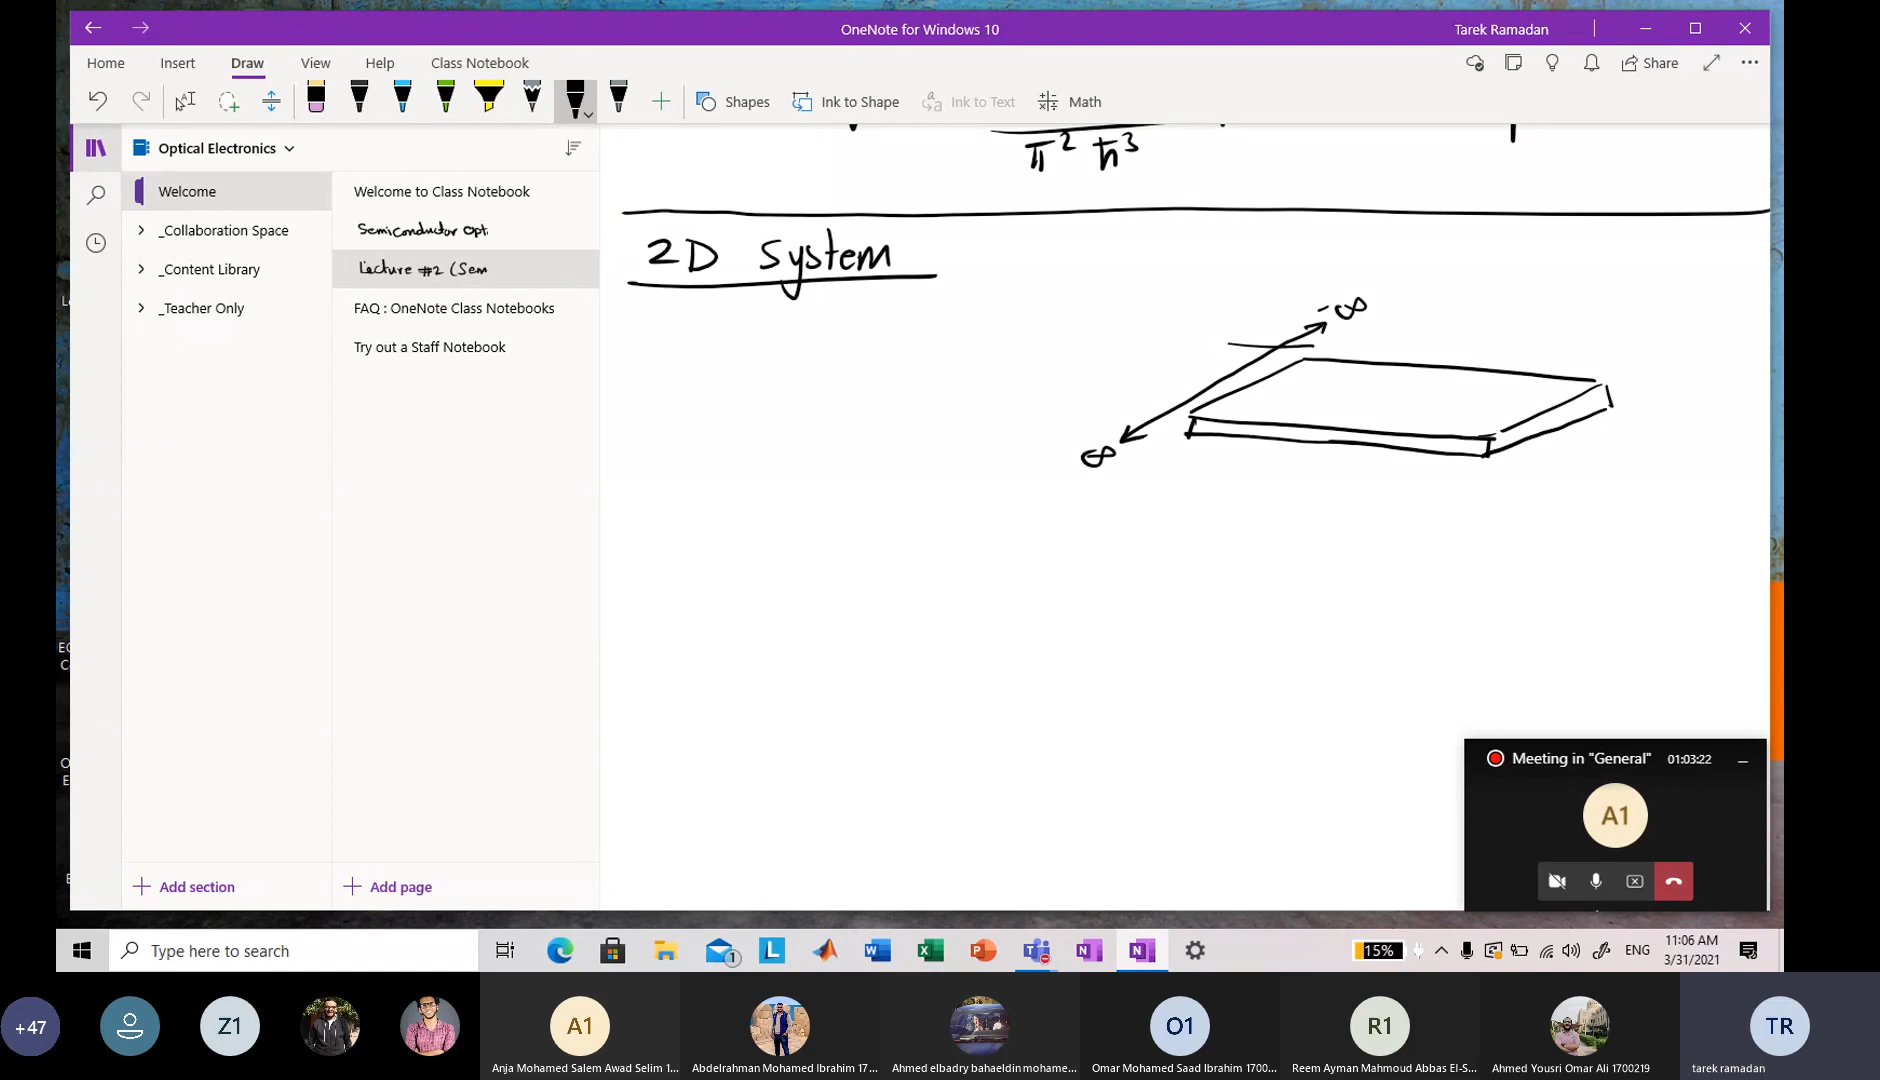 OneNote for Windows 10
Tarek Ramadan
Home Insert Draw View Help Class Notebook
Share
Shapes Ink to Shape Ink to Text Math
Optical Electronics
Welcome
_Collaboration Space
_Content Library
_Teacher Only
Welcome to Class Notebook
Semiconductor Opti
Lecture #2 (Sem
FAQ : OneNote Class Notebooks
Try out a Staff Notebook
π² ħ³
2D System
-∞
∞
Add section
Add page
Meeting in "General" 01:03:22
A1
Type here to search
1
15%
ENG
11:06 AM
3/31/2021
+47
Z1
A1
O1
R1
TR
Anja Mohamed Salem Awad Selim 1...
Abdelrahman Mohamed Ibrahim 17...
Ahmed elbadry bahaeldin mohame...
Omar Mohamed Saad Ibrahim 1700...
Reem Ayman Mahmoud Abbas El-S...
Ahmed Yousri Omar Ali 1700219
tarek ramadan